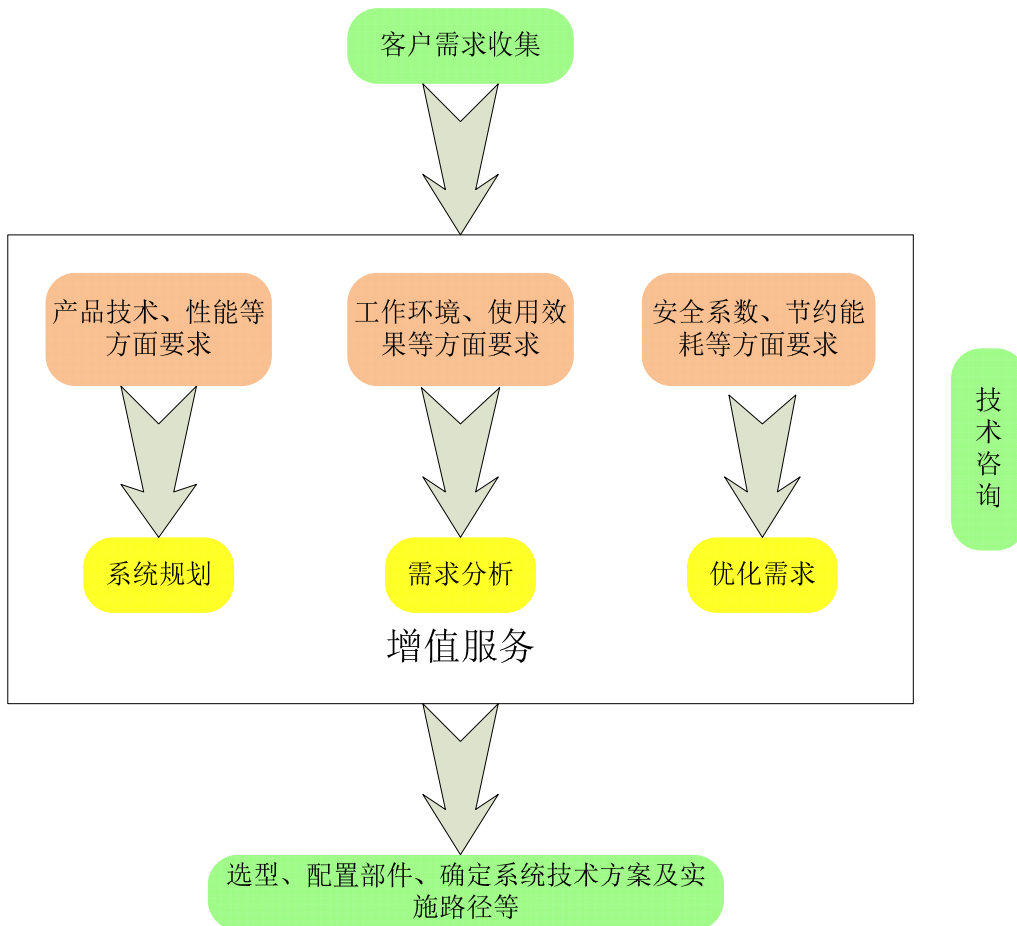 客户需求收集
产品技术、性能等
方面要求
工作环境、使用效
果等方面要求
安全系数、节约能
耗等方面要求
技
术
咨
询
系统规划
需求分析
优化需求
增值服务
选型、配置部件、确定系统技术方案及实
施路径等